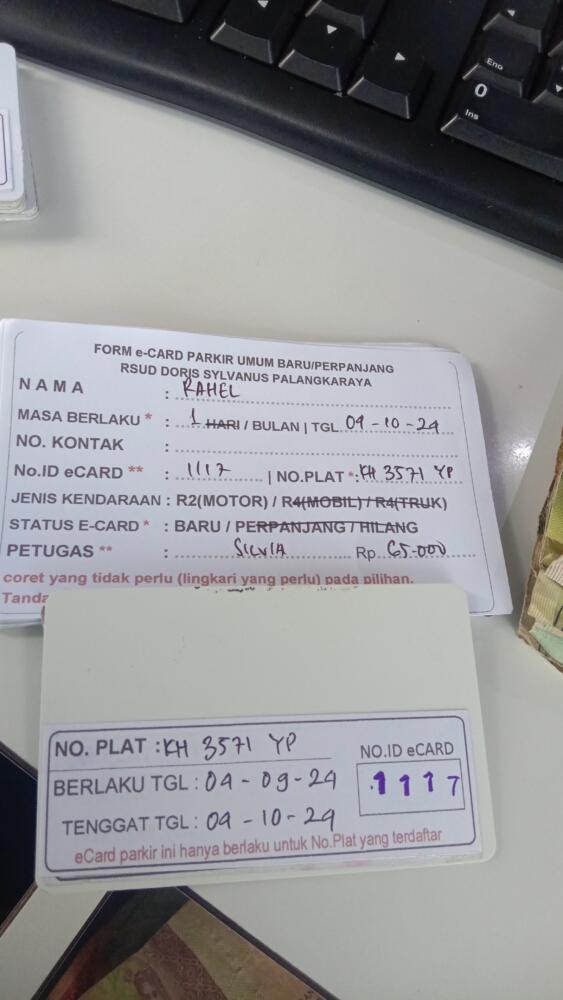 Eno
0
Ins
FORM e-CARD PARKIR UMUM BARU/PERPANJANG
RSUD DORIS SYLVANUS PALANGKARAYA
NAMA : RAHEL
MASA BERLAKU * : 1 HARI / BULAN | TGL. 09 - 10 - 24
NO. KONTAK :
No.ID eCARD ** : 1117 | NO.PLAT *: KH 3571 YP
JENIS KENDARAAN : R2(MOTOR) / R4(MOBIL) / R4(TRUK)
STATUS E-CARD * : BARU / PERPANJANG / HILANG
PETUGAS ** : SILVIA Rp. 65.000
coret yang tidak perlu (lingkari yang perlu) pada pilihan.
Tanda
NO. PLAT : KH 3571 YP
BERLAKU TGL : 09 - 09 - 24
TENGGAT TGL : 09 - 10 - 24
NO.ID eCARD
1117
eCard parkir ini hanya berlaku untuk No.Plat yang terdaftar